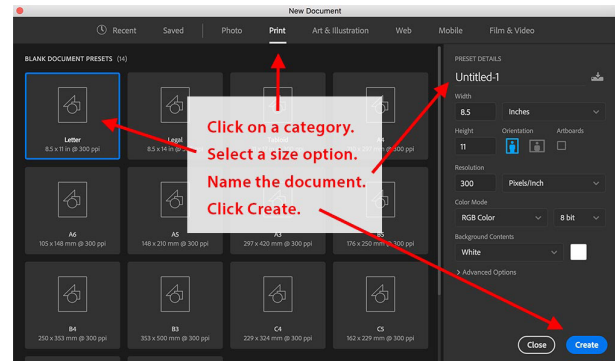 New Document
Recent Saved Photo Print Art & Illustration Web Mobile Film & Video
BLANK DOCUMENT PRESETS (14)
Letter
8.5 x 11 in @ 300 ppi
Legal
8.5 x 14 in @ 300 ppi
A4
A6
105 x 148 mm @ 300 ppi
A5
148 x 210 mm @ 300 ppi
A3
297 x 420 mm @ 300 ppi
B5
176 x 250 mm @ 300 ppi
B4
250 x 353 mm @ 300 ppi
B3
353 x 500 mm @ 300 ppi
C4
229 x 324 mm @ 300 ppi
C5
162 x 229 mm @ 300 ppi
Click on a category.
Select a size option.
Name the document.
Click Create.
PRESET DETAILS
Untitled-1
Width
8.5 Inches
Height Orientation Artboards
11
Resolution
300 Pixels/Inch
Color Mode
RGB Color 8 bit
Background Contents
White
> Advanced Options
Close Create